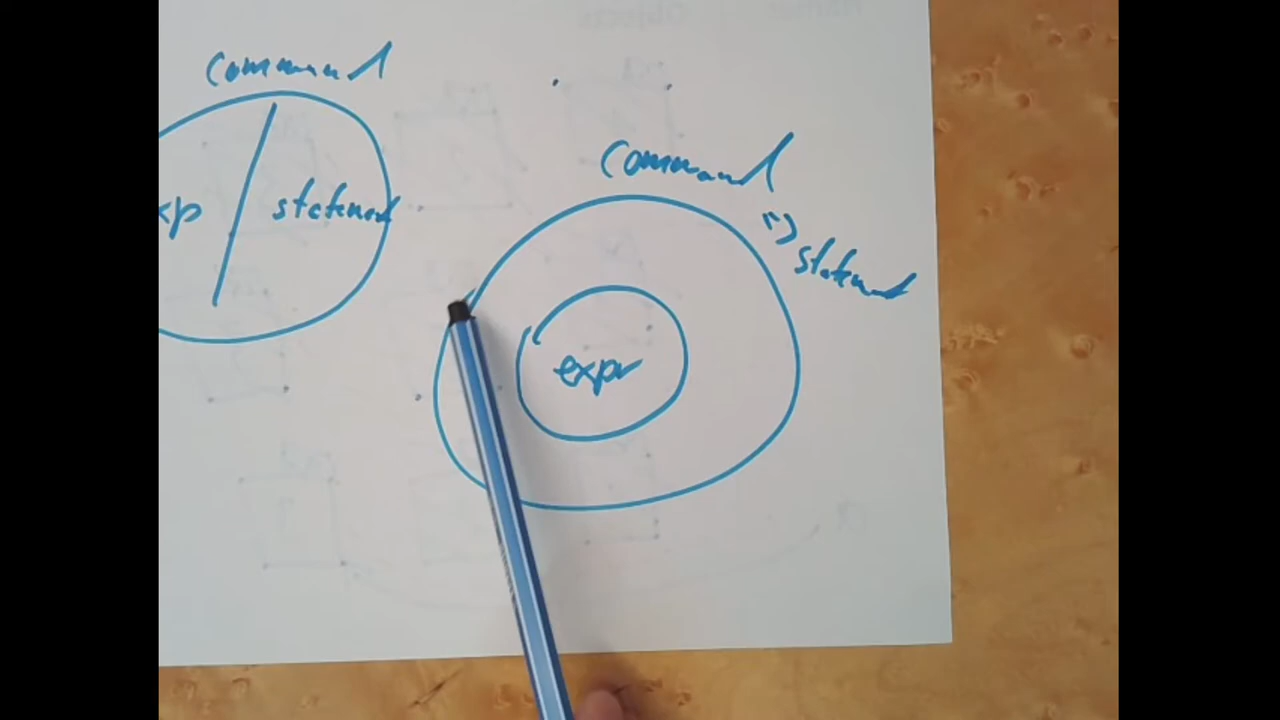 command
xp
statement
command
<=> statement
expr